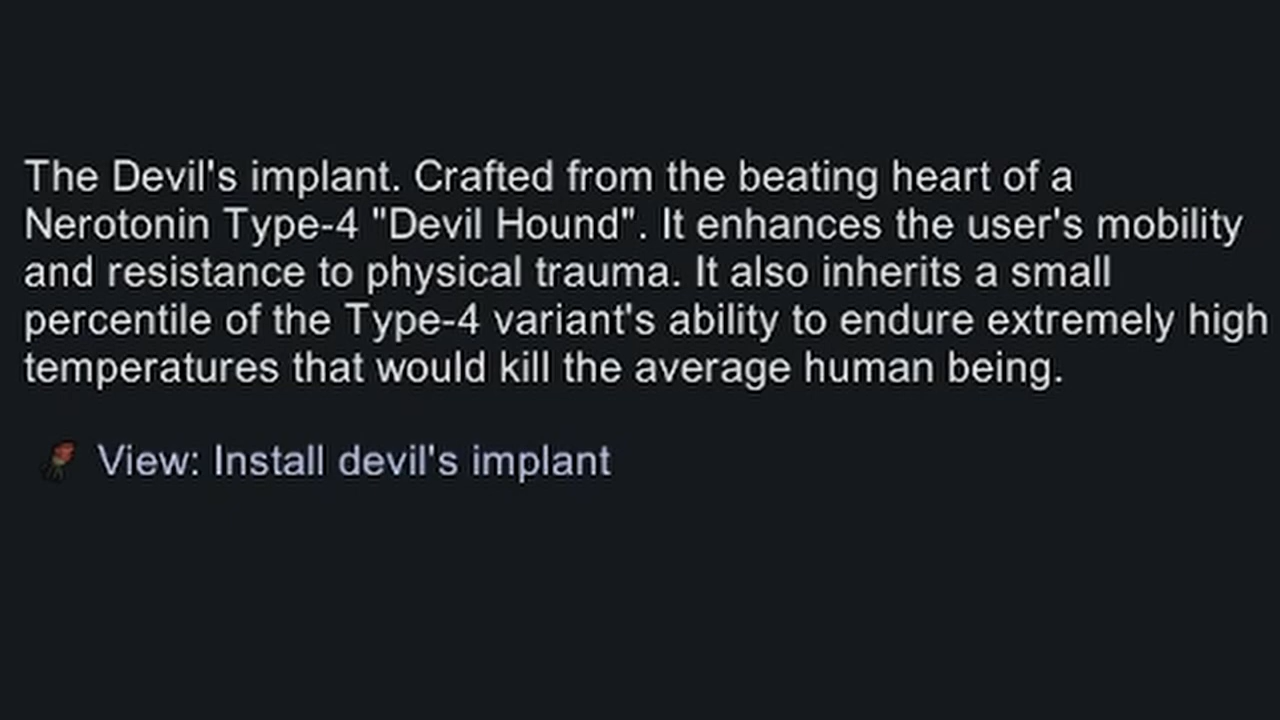 The Devil's implant. Crafted from the beating heart of a
Nerotonin Type-4 "Devil Hound". It enhances the user's mobility
and resistance to physical trauma. It also inherits a small
percentile of the Type-4 variant's ability to endure extremely high
temperatures that would kill the average human being.
View: Install devil's implant